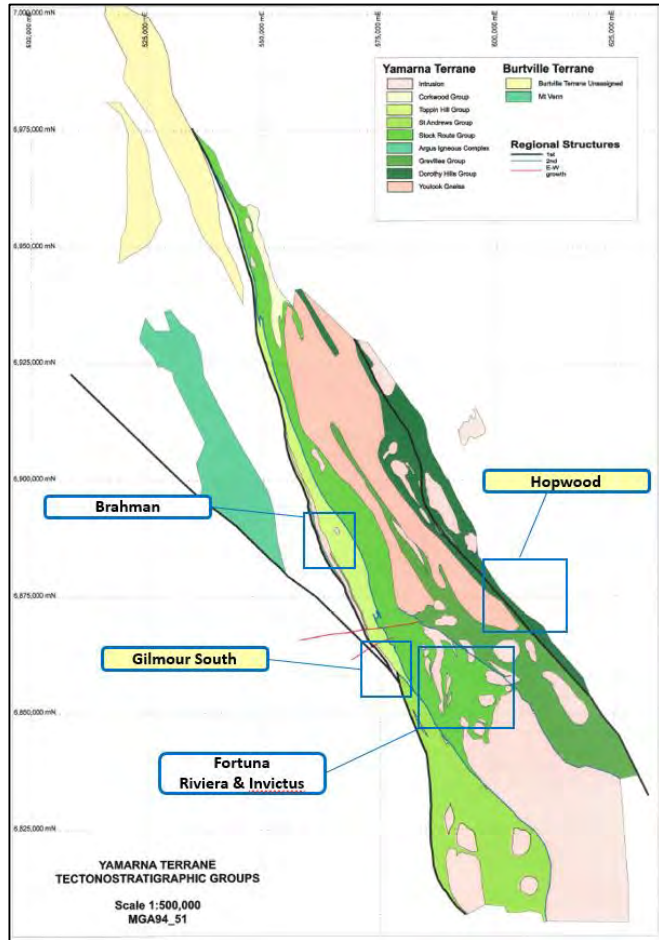 7,000,000 mN
500,000 mE
525,000 mE
550,000 mE
575,000 mE
600,000 mE
625,000 mE
6,975,000 mN
6,950,000 mN
6,925,000 mN
6,900,000 mN
6,875,000 mN
6,850,000 mN
6,825,000 mN
Yamarna Terrane
Intrusion
Corkwood Group
Toppin Hill Group
St Andrews Group
Stock Route Group
Argus Igneous Complex
Grevillea Group
Dorothy Hills Group
Youlook Gneiss
Burtville Terrane
Burtville Terrane Unassigned
Mt Venn
Regional Structures
1st
2nd
E-W
growth
Brahman
Hopwood
Gilmour South
Fortuna
Riviera & Invictus
YAMARNA TERRANE
TECTONOSTRATIGRAPHIC GROUPS
Scale 1:500,000
MGA94_51